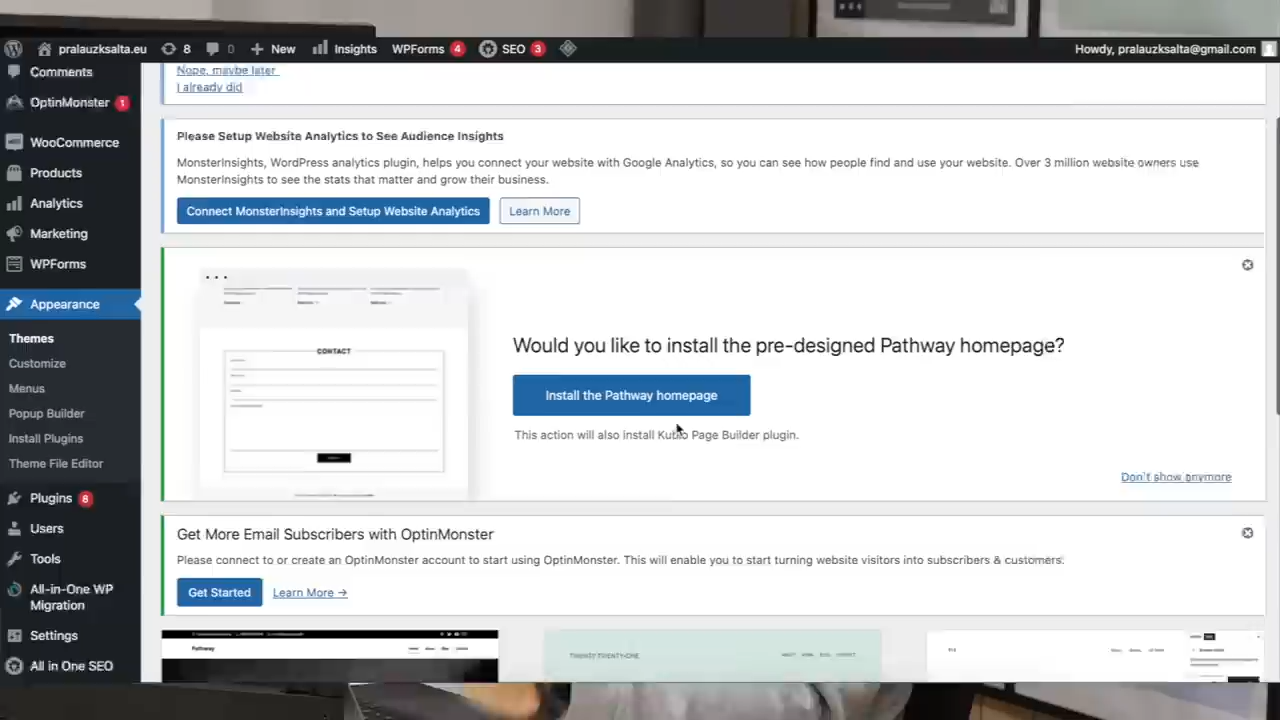 pralauzksalta.eu 8 0 New Insights WPForms 4 SEO 3 Howdy, pralauzksalta@gmail.com
Comments
OptinMonster 1
WooCommerce
Products
Analytics
Marketing
WPForms
Appearance
Themes
Customize
Menus
Popup Builder
Install Plugins
Theme File Editor
Plugins 8
Users
Tools
All-in-One WP
Migration
Settings
All in One SEO
Nope, maybe later
I already did
Please Setup Website Analytics to See Audience Insights
MonsterInsights, WordPress analytics plugin, helps you connect your website with Google Analytics, so you can see how people find and use your website. Over 3 million website owners use
MonsterInsights to see the stats that matter and grow their business.
Connect MonsterInsights and Setup Website Analytics Learn More
CONTACT
Would you like to install the pre-designed Pathway homepage?
Install the Pathway homepage
This action will also install Kubio Page Builder plugin.
Don't show anymore
Get More Email Subscribers with OptinMonster
Please connect to or create an OptinMonster account to start using OptinMonster. This will enable you to start turning website visitors into subscribers & customers.
Get Started Learn More →
Pathway
TWENTY TWENTY-ONE